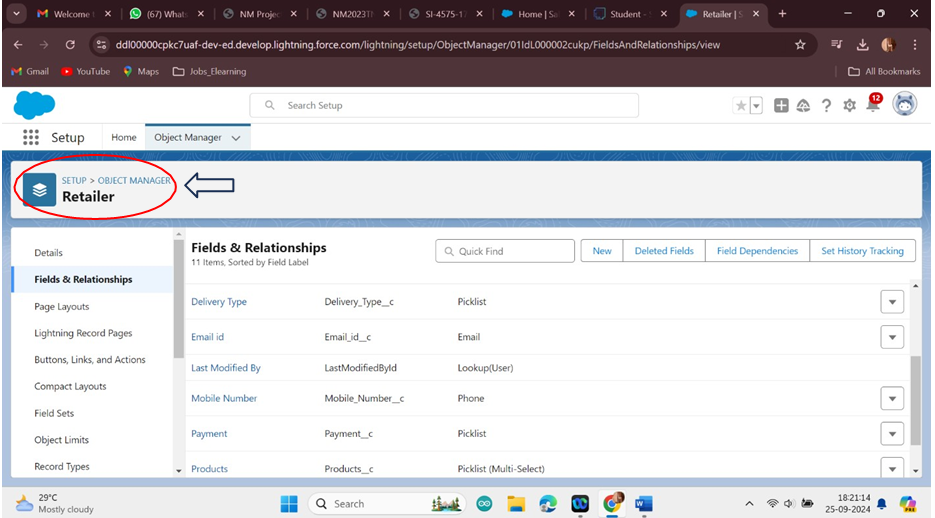 Welcome t
(67) Whats
NM Projec
NM2023TM
SI-4575-17
Home | Sal
Student -
Retailer | S
ddl00000cpkc7uaf-dev-ed.develop.lightning.force.com/lightning/setup/ObjectManager/01IdL000002cukp/FieldsAndRelationships/view
Gmail YouTube Maps Jobs_Elearning All Bookmarks
Search Setup
12
Setup Home Object Manager
SETUP > OBJECT MANAGER
Retailer
Details
Fields & Relationships
Page Layouts
Lightning Record Pages
Buttons, Links, and Actions
Compact Layouts
Field Sets
Object Limits
Record Types
Fields & Relationships
11 Items, Sorted by Field Label
Quick Find New Deleted Fields Field Dependencies Set History Tracking
Delivery Type Delivery_Type__c Picklist
Email id Email_id__c Email
Last Modified By LastModifiedById Lookup(User)
Mobile Number Mobile_Number__c Phone
Payment Payment__c Picklist
Products Products__c Picklist (Multi-Select)
29°C
Mostly cloudy
Search
18:21:14
25-09-2024